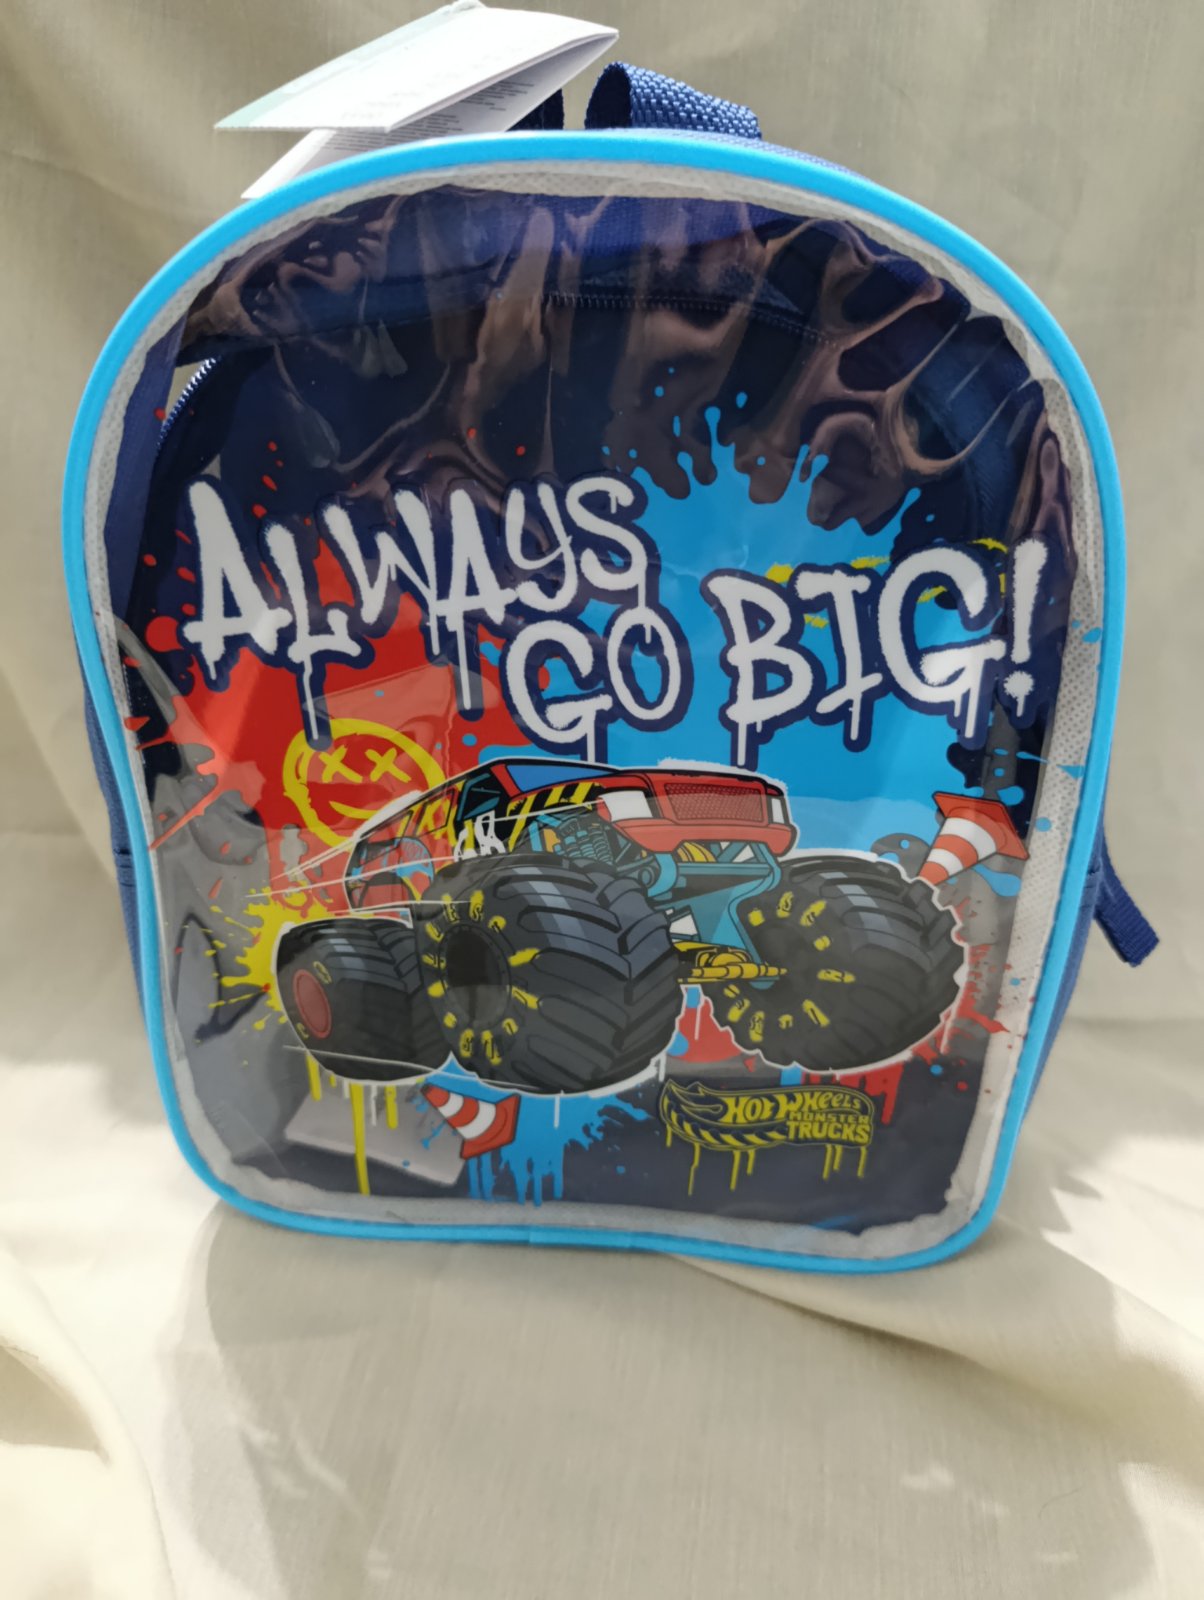 ALWAYS
GO BIG!
HOT WHEELS
MONSTER
TRUCKS